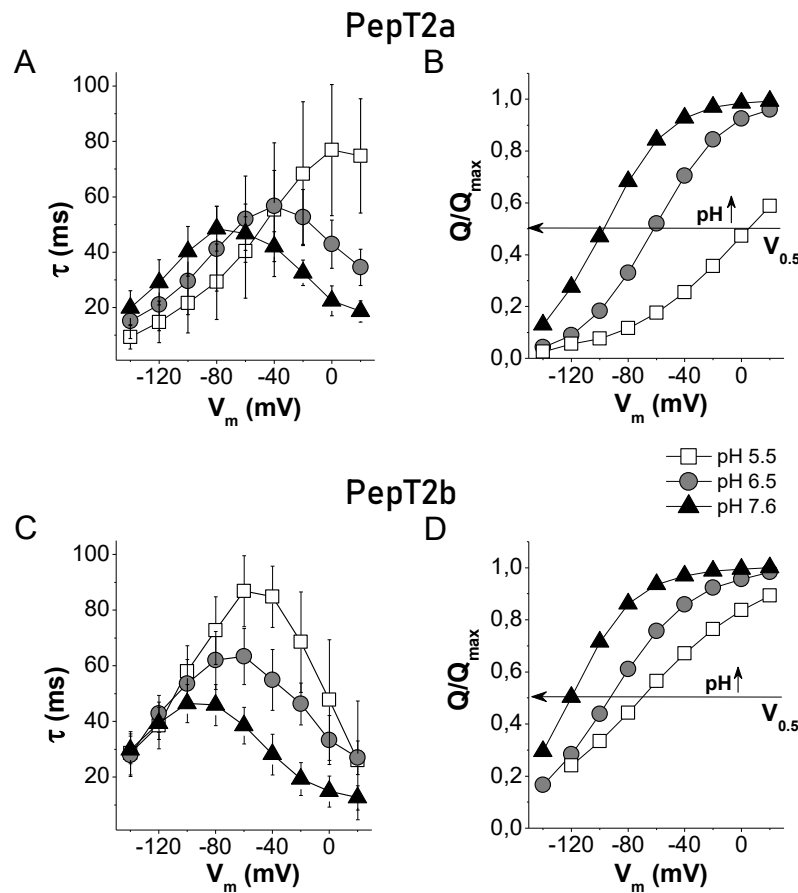 PepT2a
A
B
100
80
60
40
20
τ (ms)
-120 -80 -40 0
V_m (mV)
1,0
0,8
0,6
0,4
0,2
0,0
Q/Q_max
pH
V_0.5
-120 -80 -40 0
V_m (mV)
pH 5.5
pH 6.5
pH 7.6
PepT2b
C
D
100
80
60
40
20
τ (ms)
-120 -80 -40 0
V_m (mV)
1,0
0,8
0,6
0,4
0,2
0,0
Q/Q_max
pH
V_0.5
-120 -80 -40 0
V_m (mV)